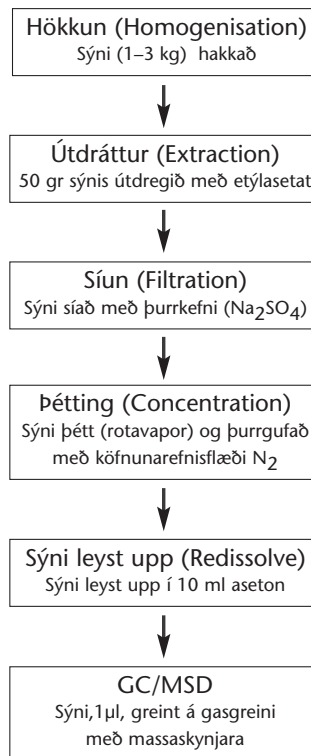 Hökkun (Homogenisation)
Sýni (1–3 kg) hakkað
Útdráttur (Extraction)
50 gr sýnis útdregið með etýlasetat
Síun (Filtration)
Sýni síað með þurrkefni (Na₂SO₄)
Þétting (Concentration)
Sýni þétt (rotavapor) og þurrgufað
með köfnunarefnisflæði N₂
Sýni leyst upp (Redissolve)
Sýni leyst upp í 10 ml aseton
GC/MSD
Sýni,1µl, greint á gasgreini
með massaskynjara